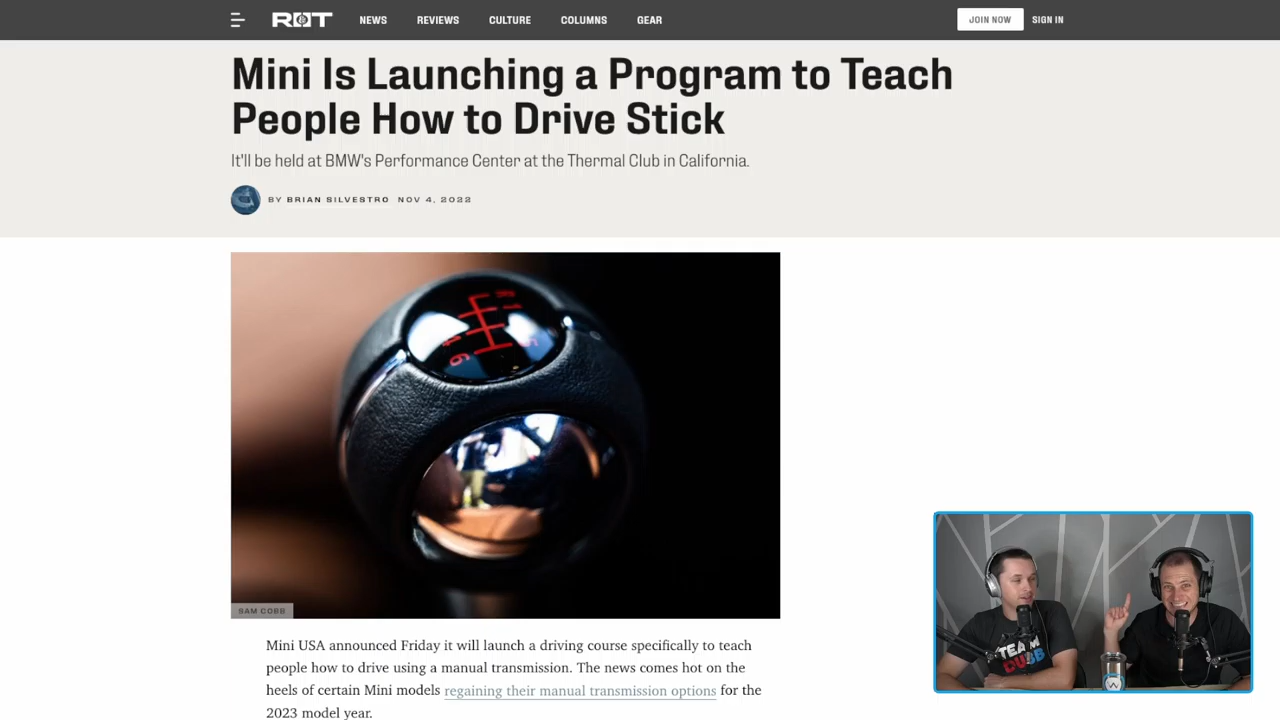 R&T
NEWS
REVIEWS
CULTURE
COLUMNS
GEAR
JOIN NOW
SIGN IN
Mini Is Launching a Program to Teach
People How to Drive Stick
It'll be held at BMW's Performance Center at the Thermal Club in California.
BY BRIAN SILVESTRO NOV 4, 2022
R 1
4 6
SAM COBB
Mini USA announced Friday it will launch a driving course specifically to teach
people how to drive using a manual transmission. The news comes hot on the
heels of certain Mini models regaining their manual transmission options for the
2023 model year.
TEAM